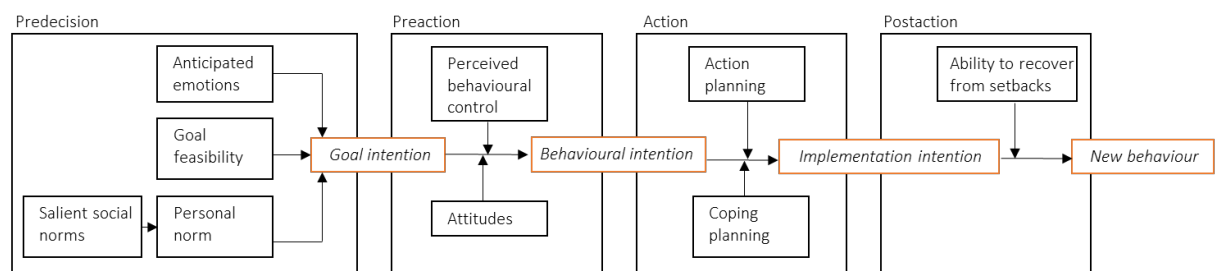 Predecision
Anticipated
emotions
Goal
feasibility
Salient social
norms
Personal
norm
Goal intention
Preaction
Perceived
behavioural
control
Attitudes
Behavioural intention
Action
Action
planning
Coping
planning
Implementation intention
Postaction
Ability to recover
from setbacks
New behaviour